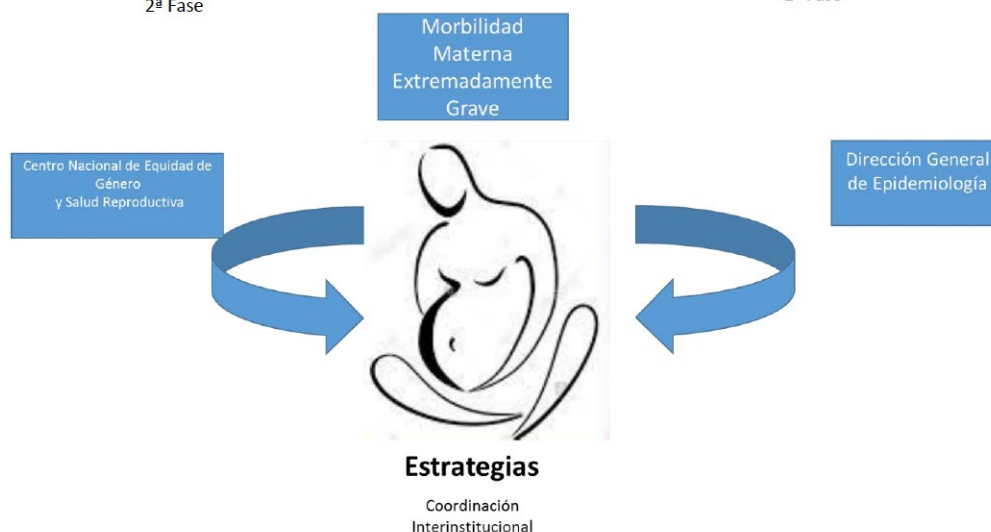 2ª Fase
Morbilidad
Materna
Extremadamente
Grave
Centro Nacional de Equidad de
Género
y Salud Reproductiva
Dirección General
de Epidemiología
Estrategias
Coordinación
Interinstitucional